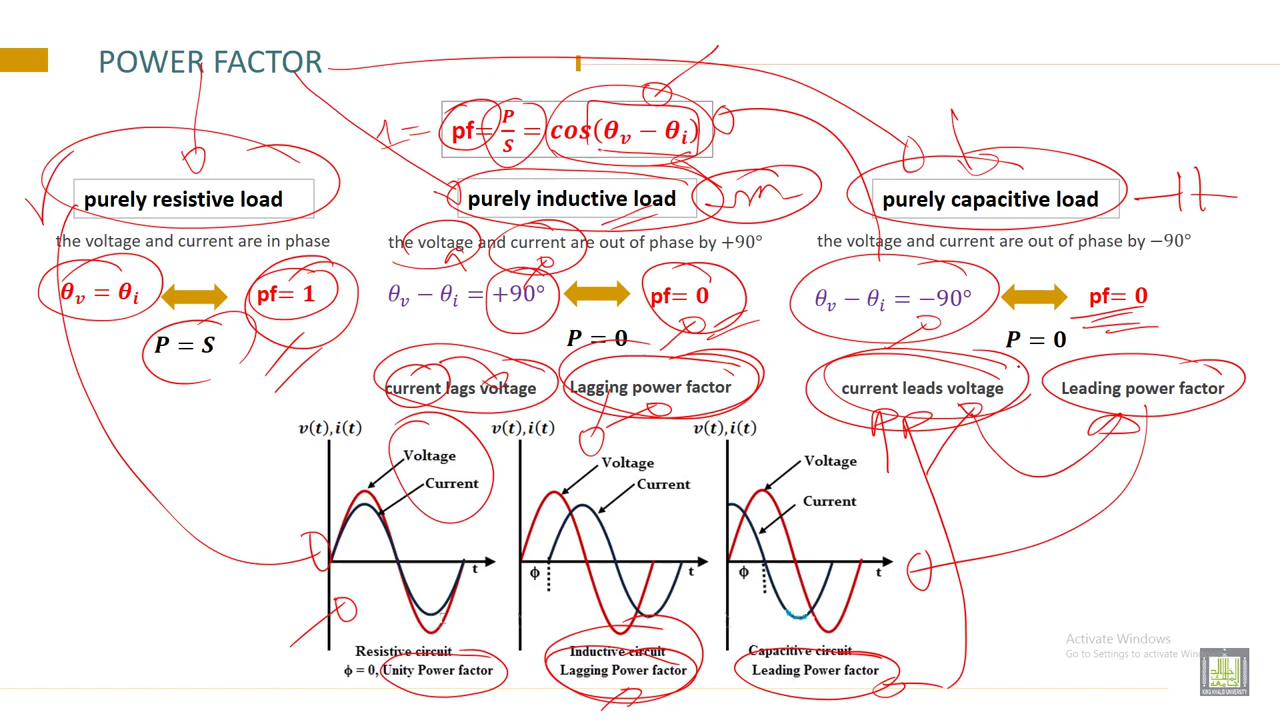 POWER FACTOR
1 = pf= P/S = cos(θv − θi)
purely resistive load
the voltage and current are in phase
θv = θi
pf= 1
P = S
purely inductive load
the voltage and current are out of phase by +90°
θv − θi = +90°
pf= 0
P = 0
current lags voltage
Lagging power factor
purely capacitive load
the voltage and current are out of phase by −90°
θv − θi = −90°
pf= 0
P = 0
current leads voltage
Leading power factor
v(t), i(t)
Voltage
Current
t
Resistive circuit
ϕ = 0, Unity Power factor
v(t), i(t)
Voltage
Current
ϕ
t
Inductive circuit
Lagging Power factor
v(t), i(t)
Voltage
Current
ϕ
t
Capacitive circuit
Leading Power factor
Activate Windows
Go to Settings to activate
KING KHALID UNIVERSITY